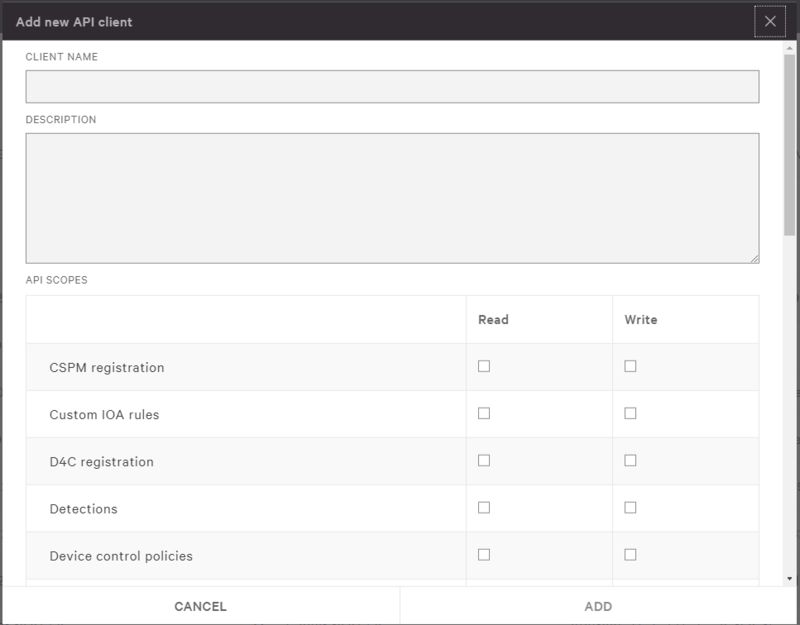 Add new API client
CLIENT NAME
DESCRIPTION
API SCOPES
Read Write
CSPM registration
Custom IOA rules
D4C registration
Detections
Device control policies
CANCEL ADD